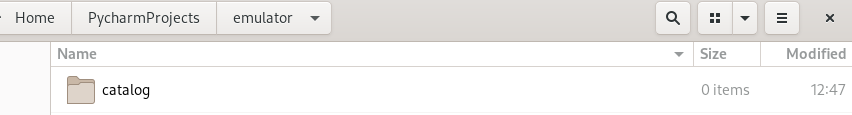 Home PycharmProjects emulator
Name Size Modified
catalog 0 items 12:47